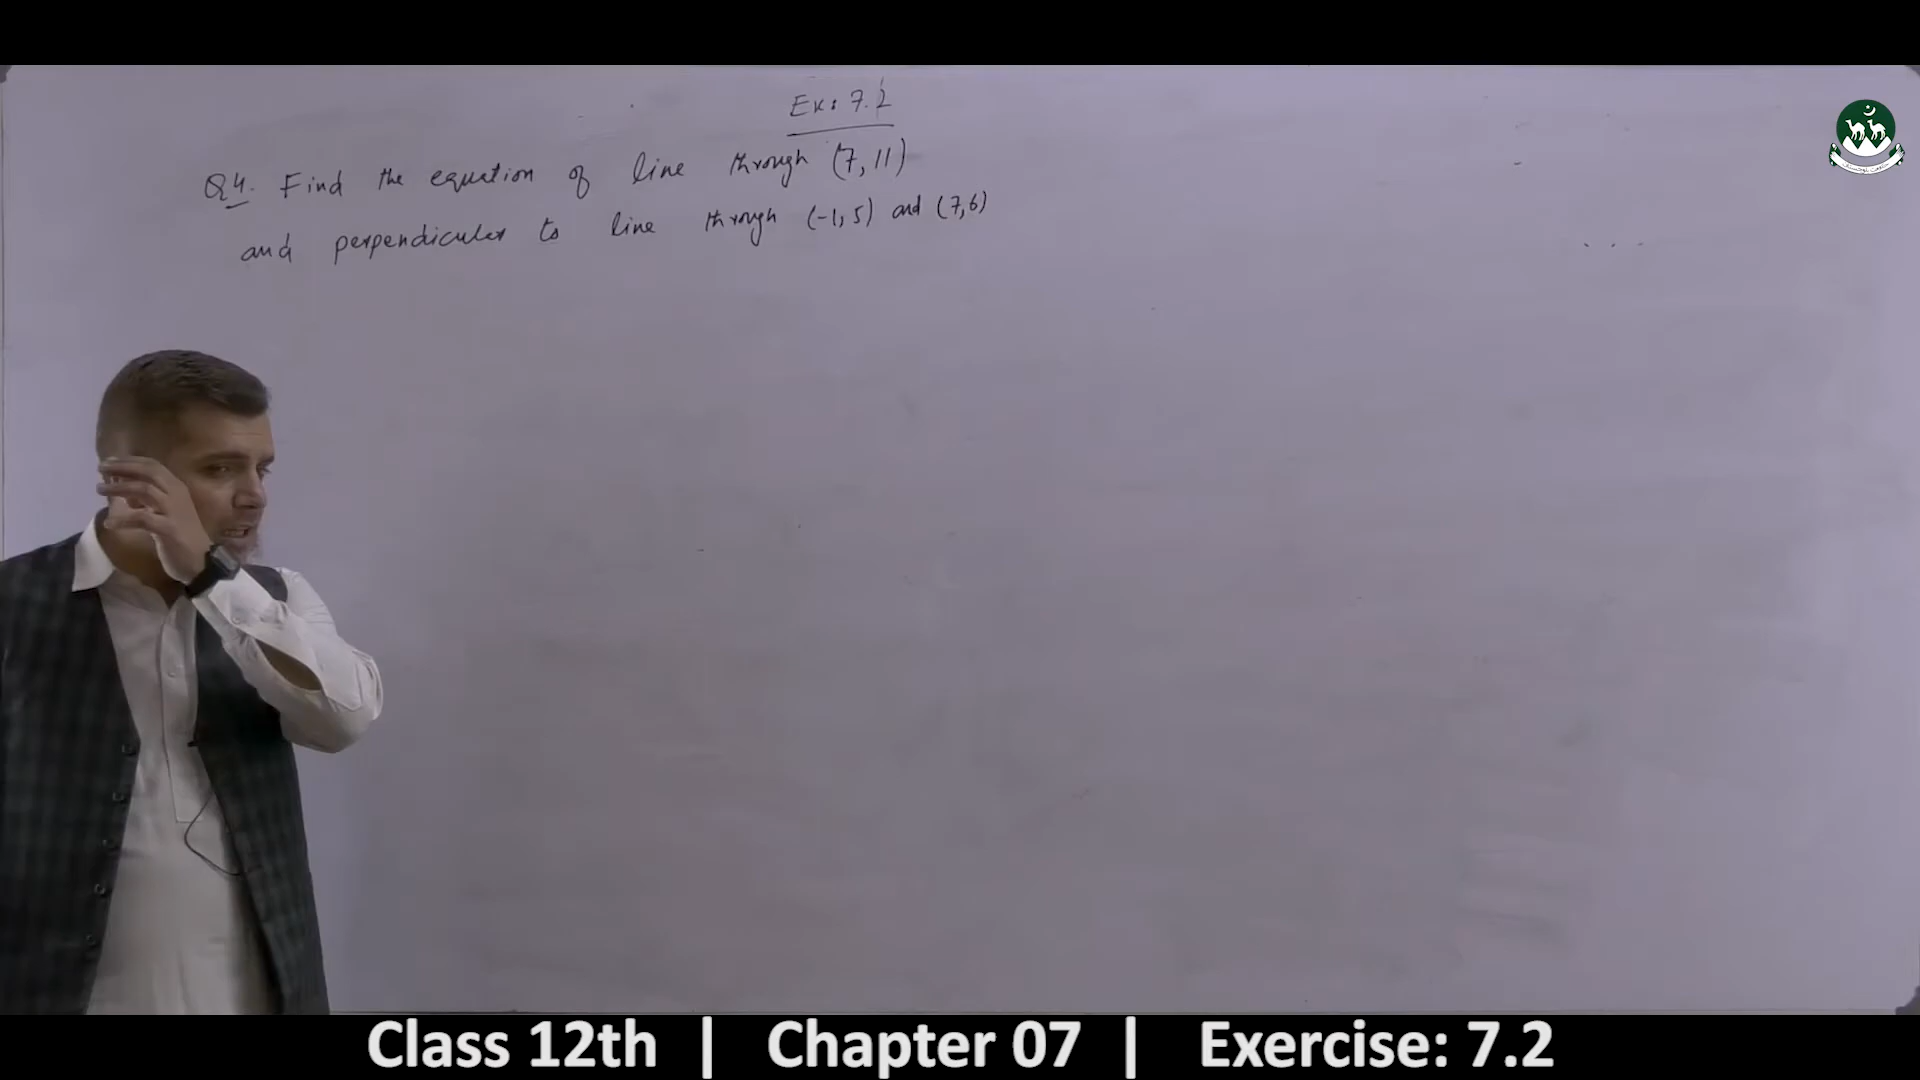 Ex: 7.2
Q4. Find the equation of line through (7,11)
and perpendicular to line through (-1,5) and (7,6)
Class 12th | Chapter 07 | Exercise: 7.2